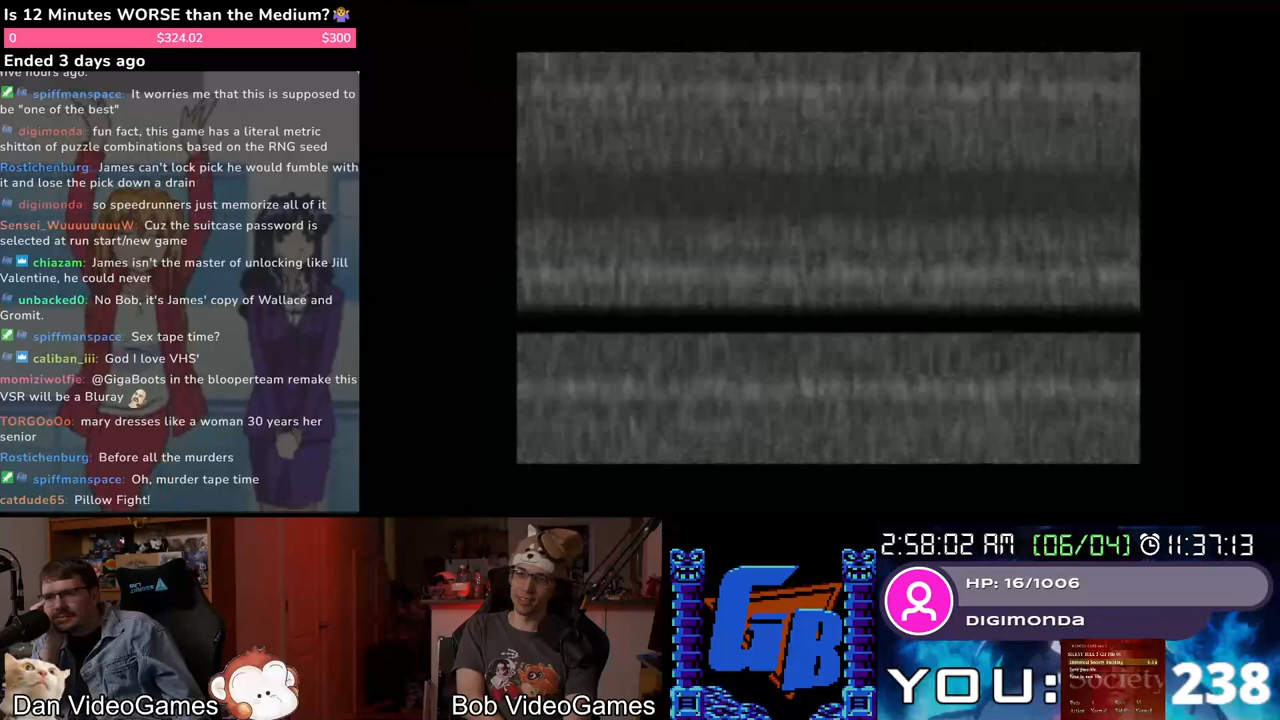 Is 12 Minutes WORSE than the Medium?🤷‍♀️
0 $324.02 $300
Ended 3 days ago
five hours ago.
spiffmanspace: It worries me that this is supposed to
be "one of the best"
digimonda: fun fact, this game has a literal metric
shitton of puzzle combinations based on the RNG seed
Rostichenburg: James can't lock pick he would fumble with
it and lose the pick down a drain
digimonda: so speedrunners just memorize all of it
Sensei_WuuuuuuuuW: Cuz the suitcase password is
selected at run start/new game
chiazam: James isn't the master of unlocking like Jill
Valentine, he could never
unbacked0: No Bob, it's James' copy of Wallace and
Gromit.
spiffmanspace: Sex tape time?
caliban_iii: God I love VHS'
momiziwolfie: @GigaBoots in the blooperteam remake this
VSR will be a Bluray
TORGOoOo: mary dresses like a woman 30 years her
senior
Rostichenburg: Before all the murders
spiffmanspace: Oh, murder tape time
catdude65: Pillow Fight!
Dan VideoGames
Bob VideoGames
GB
2:58:02 AM [06/04] 11:37:13
HP: 16/1006
DIGIMONDA
YOU:
Historical Society Building
Society
238